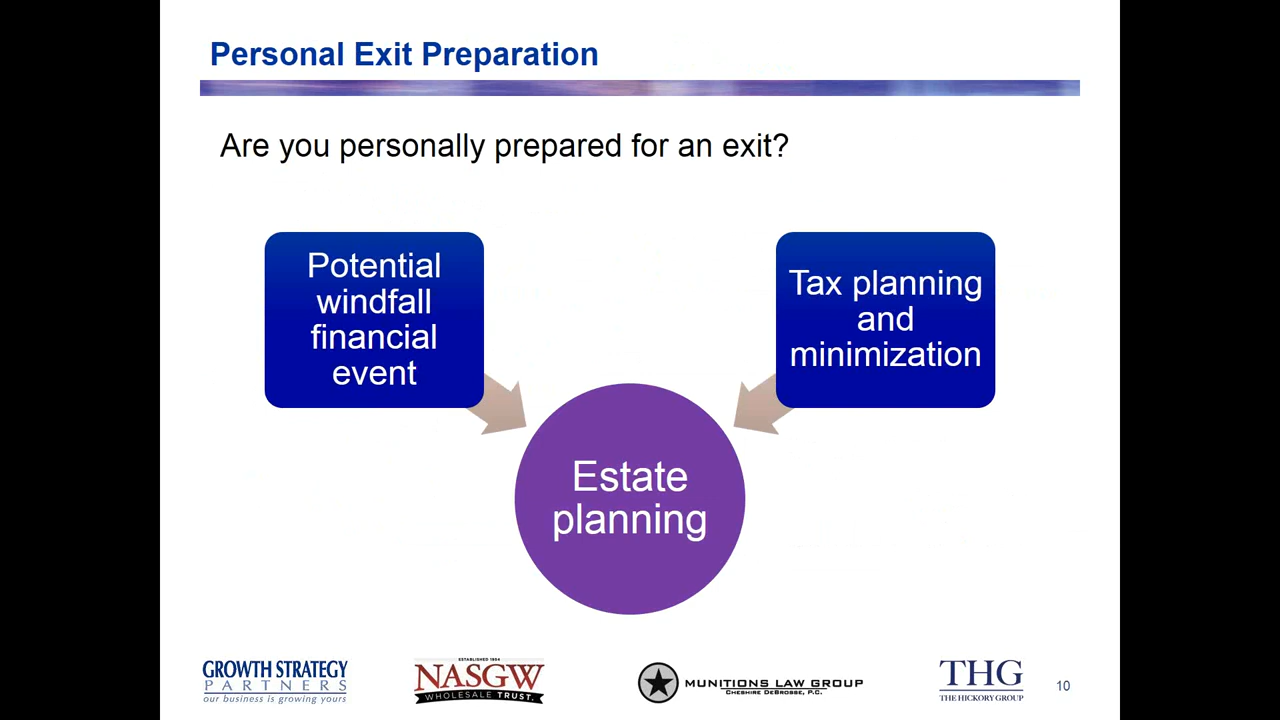 Personal Exit Preparation
Are you personally prepared for an exit?
Potential
windfall
financial
event
Tax planning
and
minimization
Estate
planning
GROWTH STRATEGY
PARTNERS
our business is growing yours
ESTABLISHED 1954
NASGW
WHOLESALE TRUST.
MUNITIONS LAW GROUP
CHESHIRE DEBROSSE, P.C.
THG
THE HICKORY GROUP
10